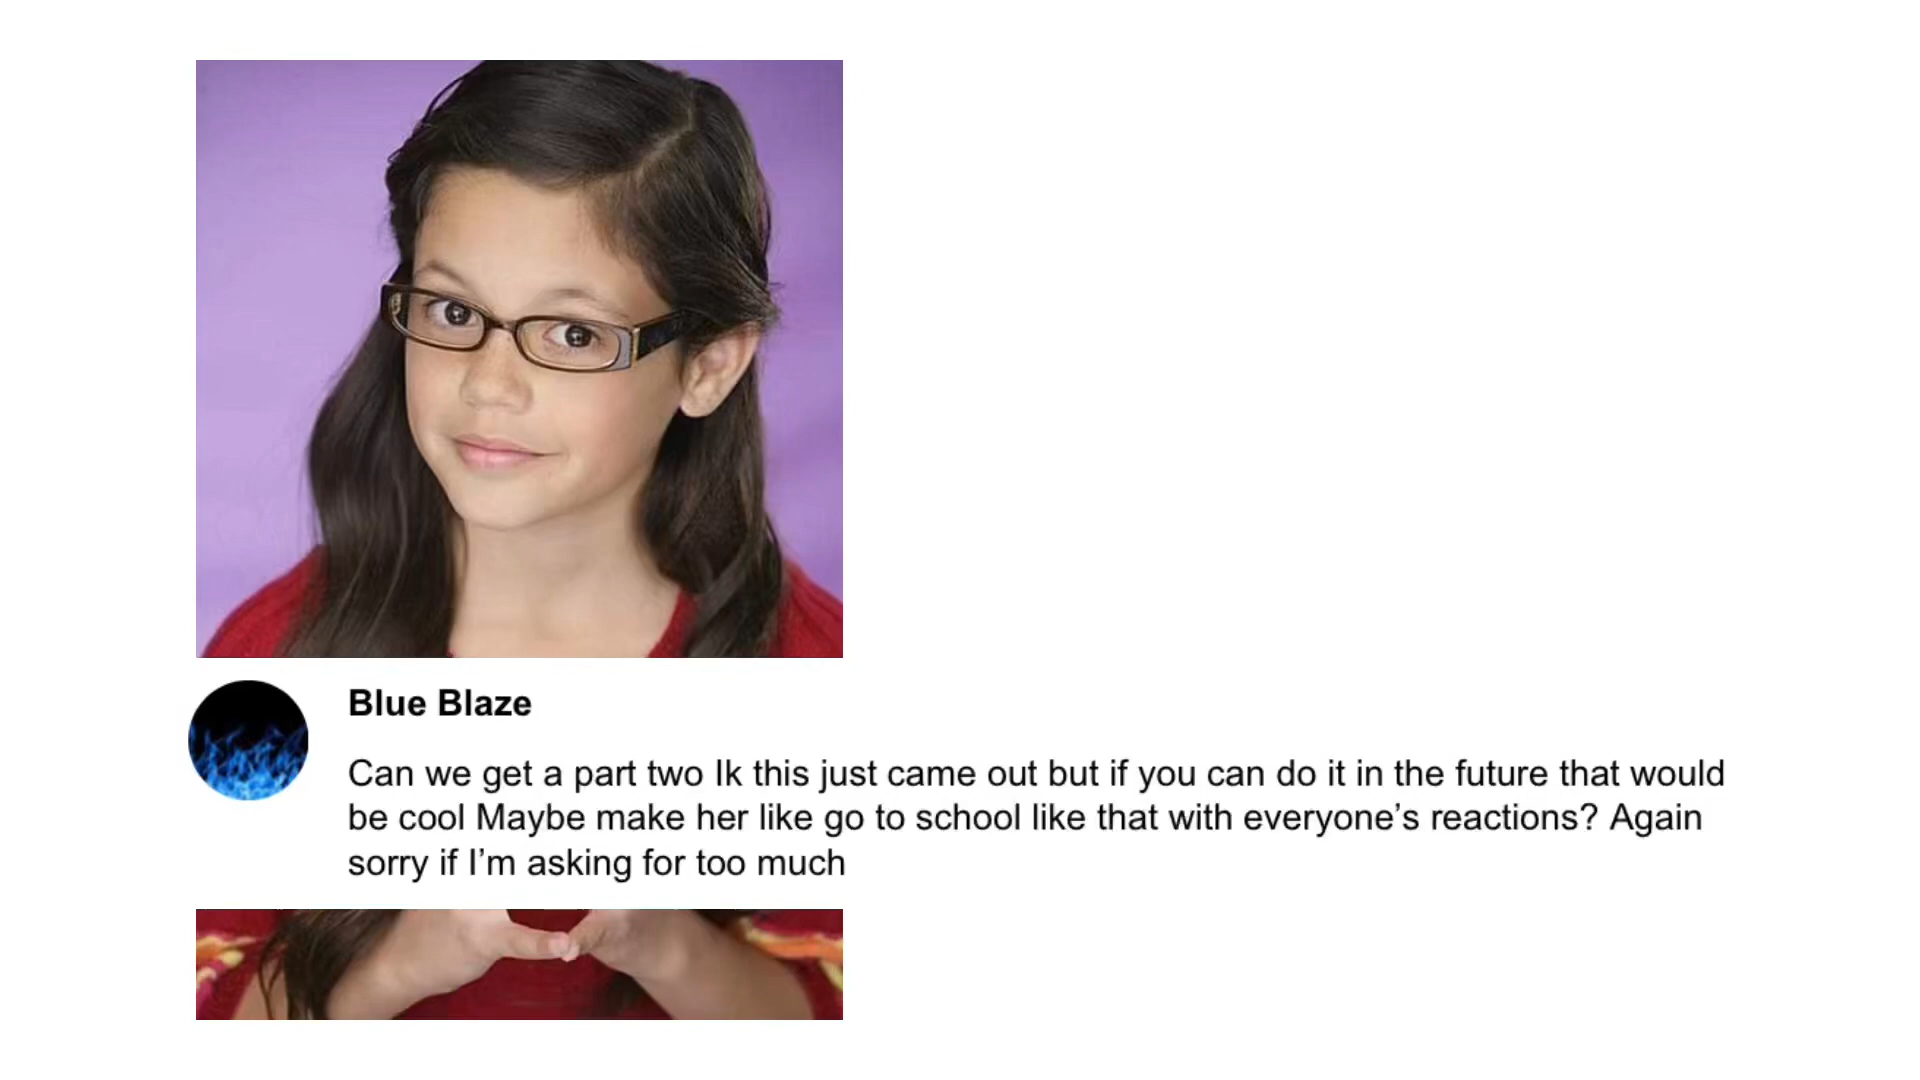 Blue Blaze
Can we get a part two Ik this just came out but if you can do it in the future that would
be cool Maybe make her like go to school like that with everyone’s reactions? Again
sorry if I’m asking for too much